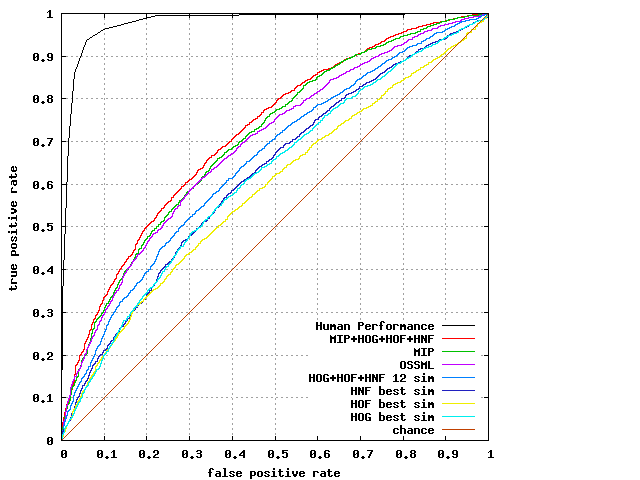 1
0.9
0.8
0.7
0.6
0.5
0.4
0.3
0.2
0.1
0
true positive rate
Human Performance
MIP+HOG+HOF+HNF
MIP
OSSML
HOG+HOF+HNF 12 sim
HNF best sim
HOF best sim
HOG best sim
chance
0 0.1 0.2 0.3 0.4 0.5 0.6 0.7 0.8 0.9 1
false positive rate